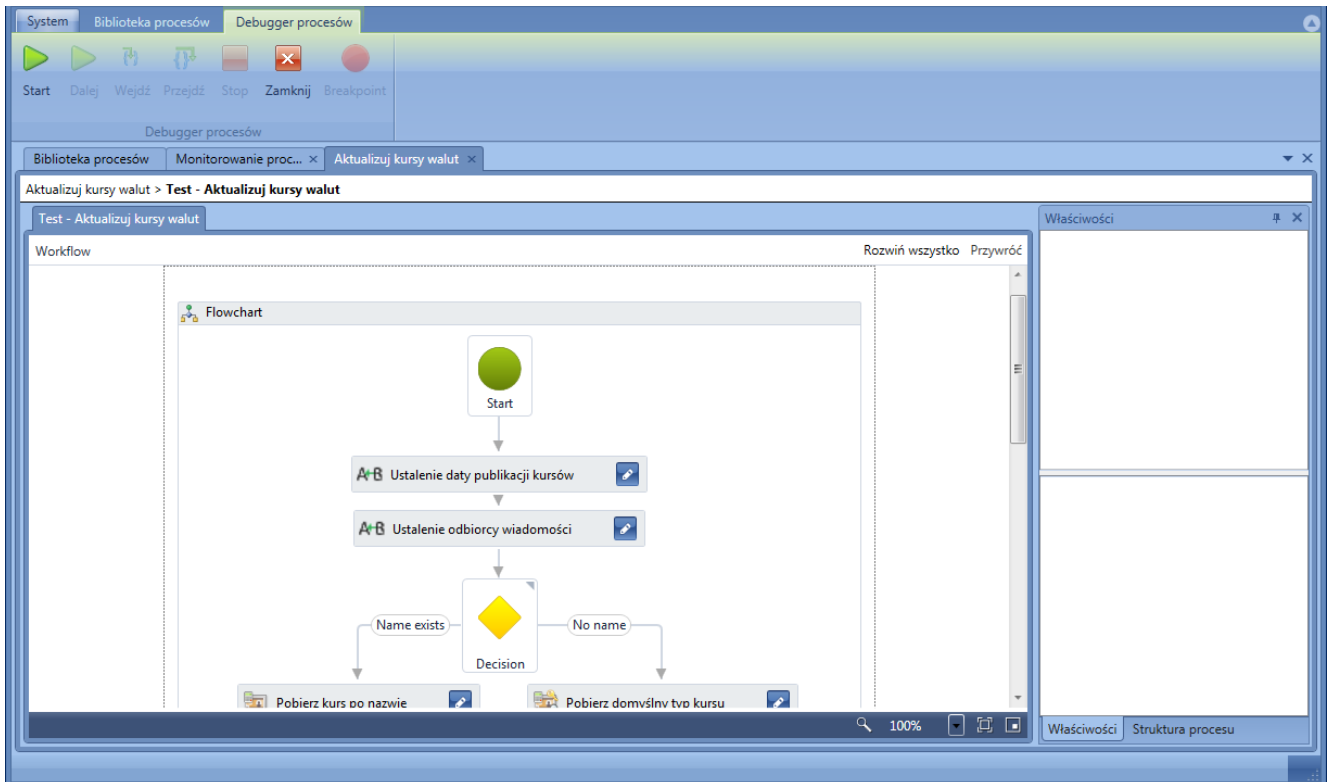 System Biblioteka procesów Debugger procesów
Start Dalej Wejdź Przejdź Stop Zamknij Breakpoint
Debugger procesów
Biblioteka procesów Monitorowanie proc... Aktualizuj kursy walut
Aktualizuj kursy walut > Test - Aktualizuj kursy walut
Test - Aktualizuj kursy walut
Właściwości
Workflow
Rozwiń wszystko Przywróć
Flowchart
Start
A+B Ustalenie daty publikacji kursów
A+B Ustalenie odbiorcy wiadomości
Name exists No name
Decision
Pobierz kurs po nazwie Pobierz domyślny typ kursu
100%
Właściwości Struktura procesu